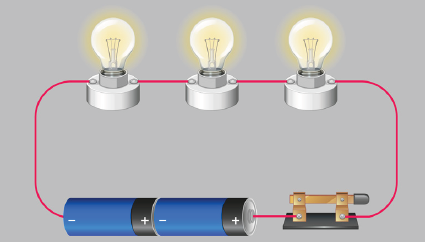 − + − +